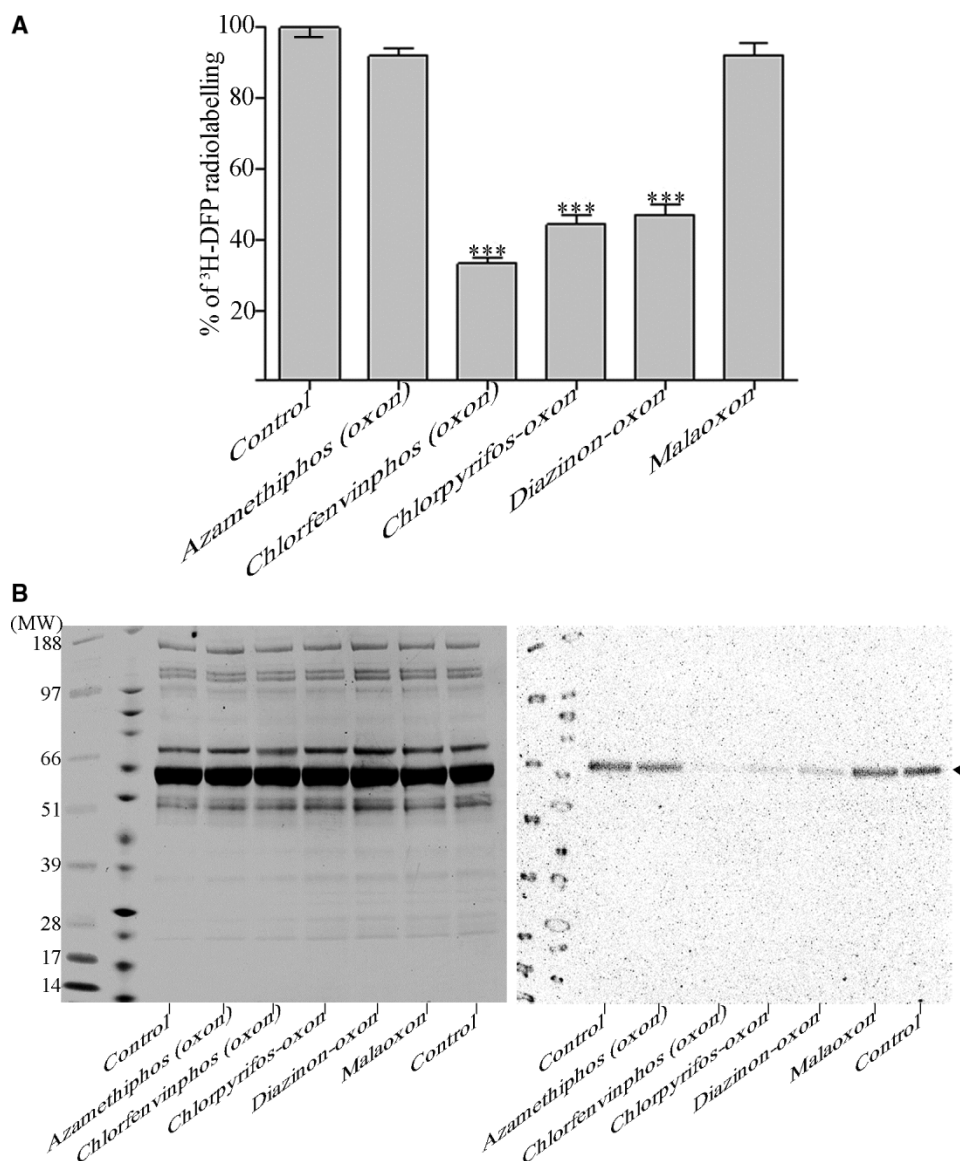 A
100
80
60
40
20
% of ³H-DFP radiolabelling
***
***
***
Control
Azamethiphos (oxon)
Chlorfenvinphos (oxon)
Chlorpyrifos-oxon
Diazinon-oxon
Malaoxon
B
(MW)
188
97
66
51
39
28
17
14
Control
Azamethiphos (oxon)
Chlorfenvinphos (oxon)
Chlorpyrifos-oxon
Diazinon-oxon
Malaoxon
Control
Control
Azamethiphos (oxon)
Chlorfenvinphos (oxon)
Chlorpyrifos-oxon
Diazinon-oxon
Malaoxon
Control